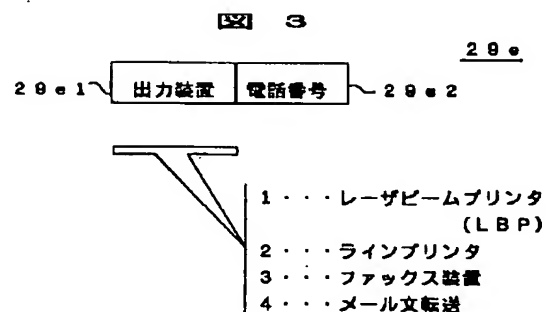 図 3
29e
29e1 出力装置 電話番号 29e2
1・・・レーザビームプリンタ
(LBP)
2・・・ラインプリンタ
3・・・ファックス装置
4・・・メール文転送